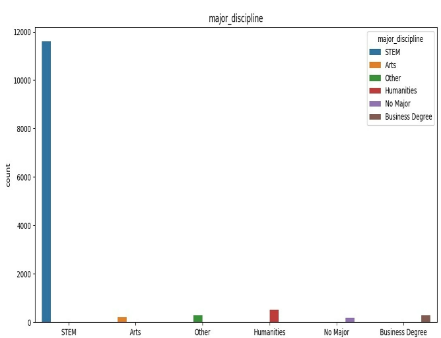 major_discipline
12000
10000
8000
6000
4000
2000
0
count
major_discipline
STEM
Arts
Other
Humanities
No Major
Business Degree
STEM Arts Other Humanities No Major Business Degree